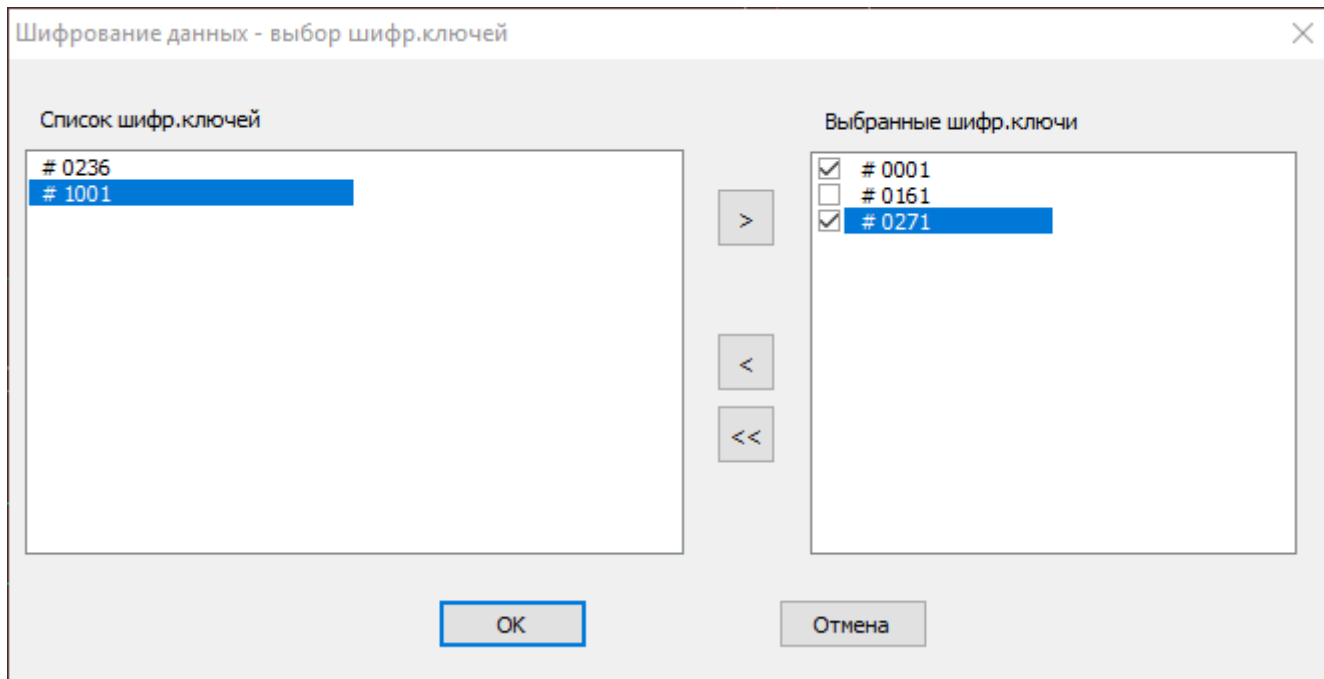 Шифрование данных - выбор шифр.ключей
Список шифр.ключей
# 0236
# 1001
>
<
<<
Выбранные шифр.ключи
# 0001
# 0161
# 0271
OK
Отмена